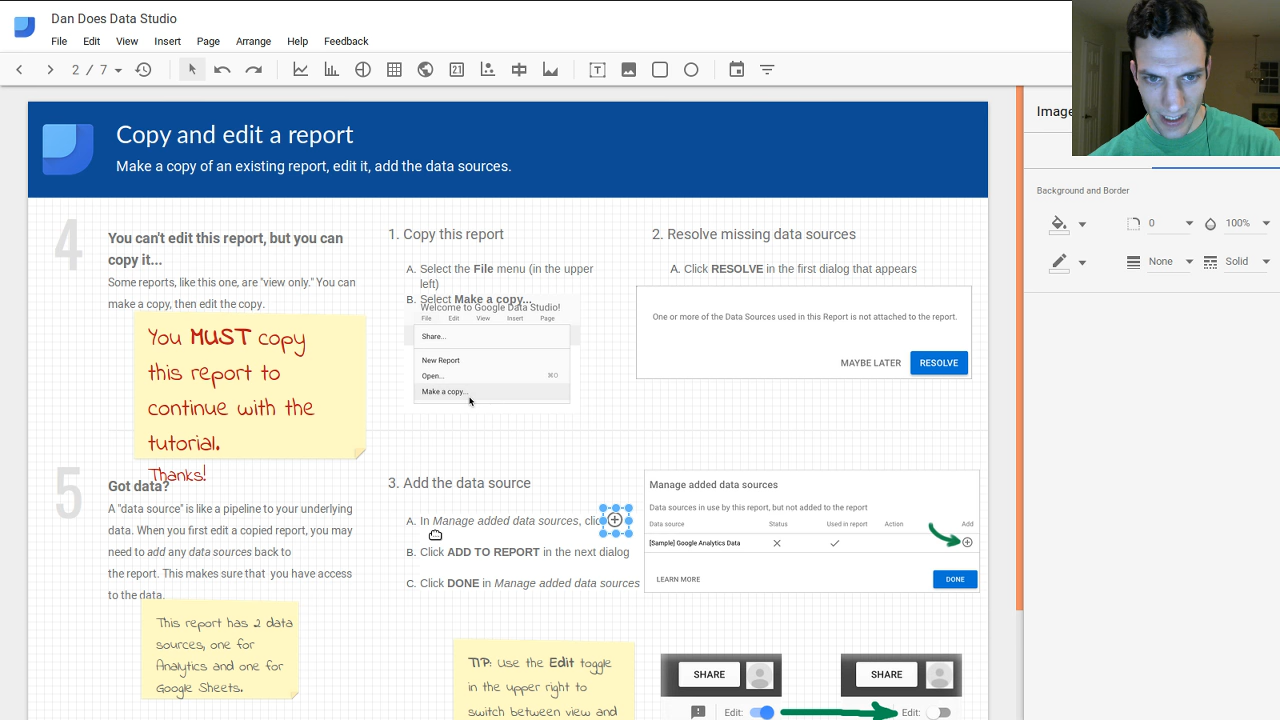 Dan Does Data Studio
File Edit View Insert Page Arrange Help Feedback
2 / 7
Copy and edit a report
Make a copy of an existing report, edit it, add the data sources.
Image
Background and Border
0
100%
None
Solid
4
You can't edit this report, but you can
copy it...
Some reports, like this one, are "view only." You can
make a copy, then edit the copy.
You MUST copy
this report to
continue with the
tutorial.
Thanks!
1. Copy this report
A. Select the File menu (in the upper
left)
B. Select Make a copy...
Welcome to Google Data Studio!
File Edit View Insert Page
Share...
New Report
Open... ⌘O
Make a copy...
2. Resolve missing data sources
A. Click RESOLVE in the first dialog that appears
One or more of the Data Sources used in this Report is not attached to the report.
MAYBE LATER RESOLVE
5
Got data?
A "data source" is like a pipeline to your underlying
data. When you first edit a copied report, you may
need to add any data sources back to
the report. This makes sure that you have access
to the data.
This report has 2 data
sources, one for
Analytics and one for
Google Sheets.
3. Add the data source
A. In Manage added data sources,
B. Click ADD TO REPORT in the next dialog
C. Click DONE in Manage added data sources
Manage added data sources
Data sources in use by this report, but not added to the report
Data source Status Used in report Action Add
[Sample] Google Analytics Data
LEARN MORE DONE
TIP: Use the Edit toggle
in the upper right to
switch between view and
SHARE
Edit:
SHARE
Edit: